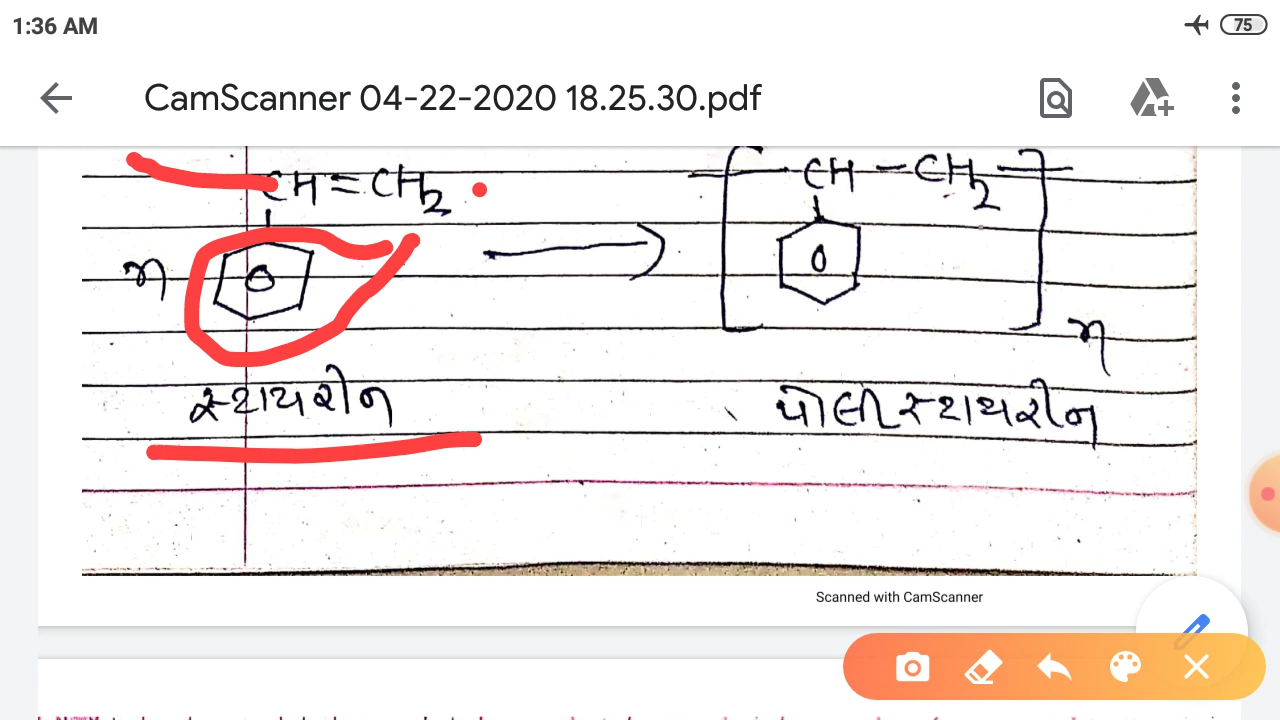 1:36 AM
75
CamScanner 04-22-2020 18.25.30.pdf
CH = CH2
CH - CH2
n
n
સ્ટાયરીન
પોલીસ્ટાયરીન
Scanned with CamScanner